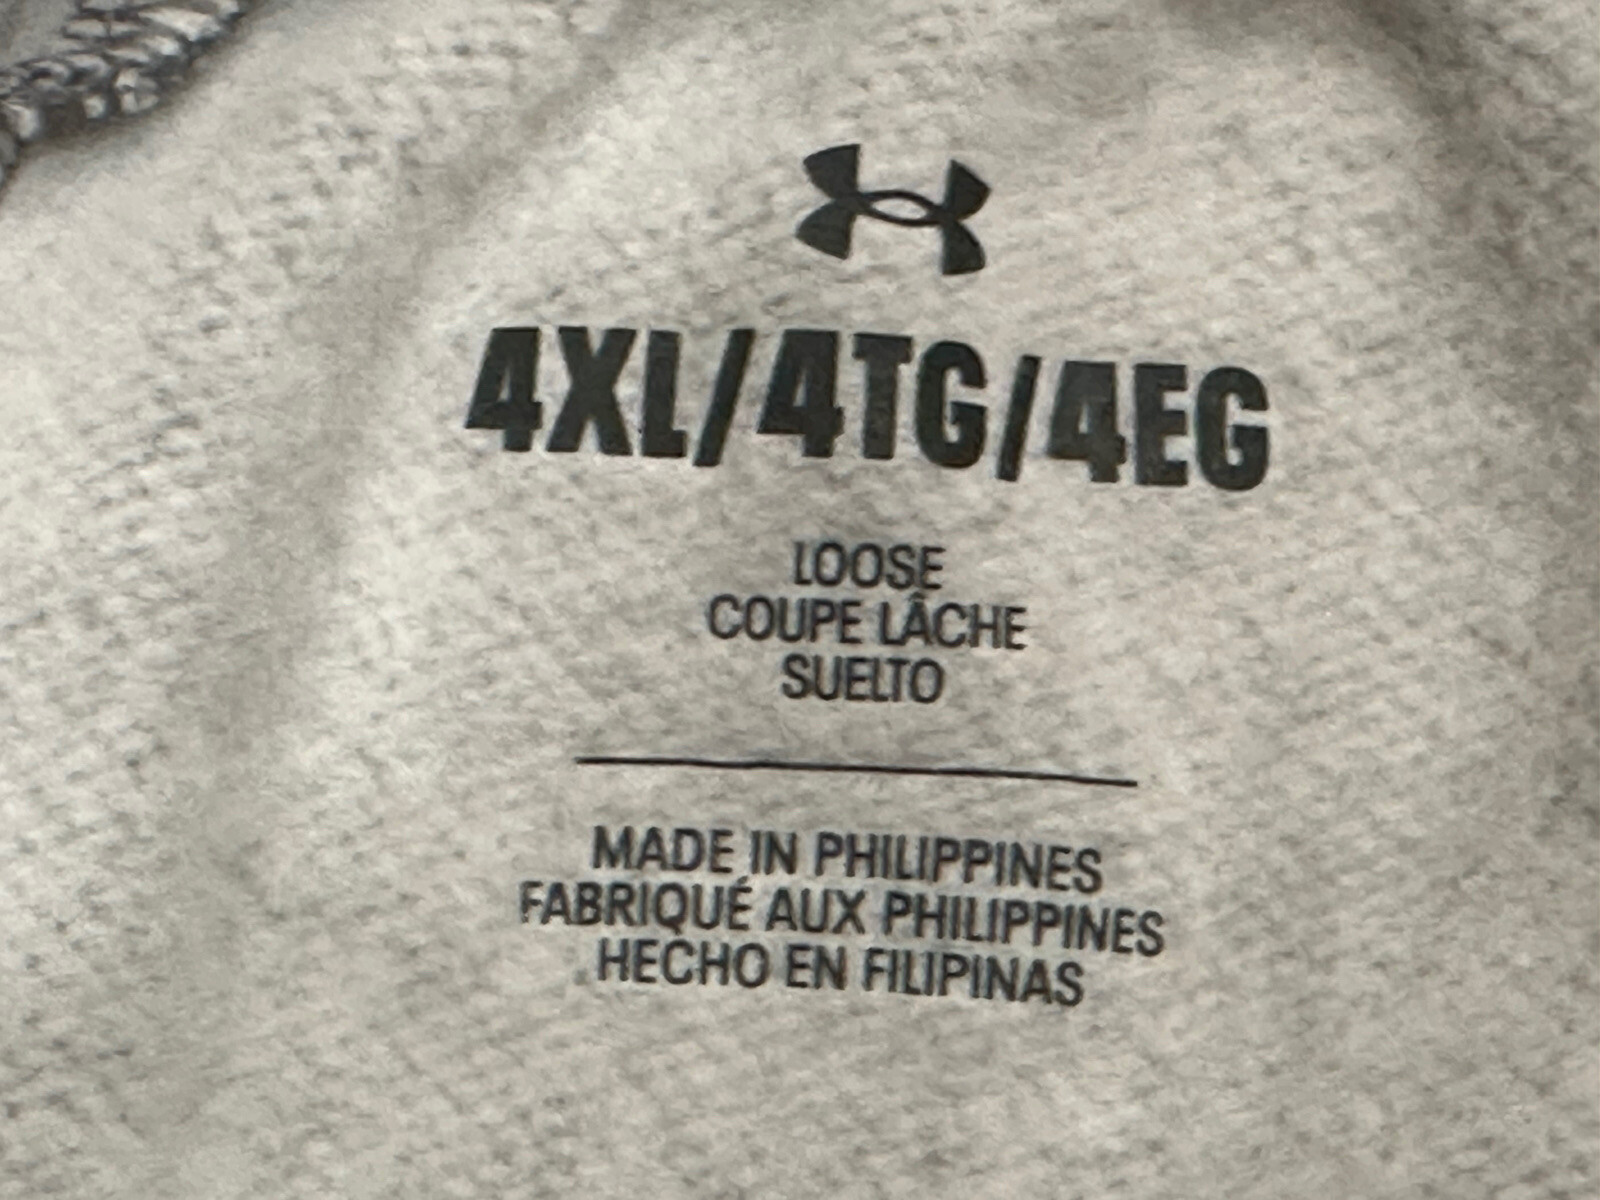 4XL/4TG/4EG
LOOSE
COUPE LÂCHE
SUELTO
MADE IN PHILIPPINES
FABRIQUÉ AUX PHILIPPINES
HECHO EN FILIPINAS